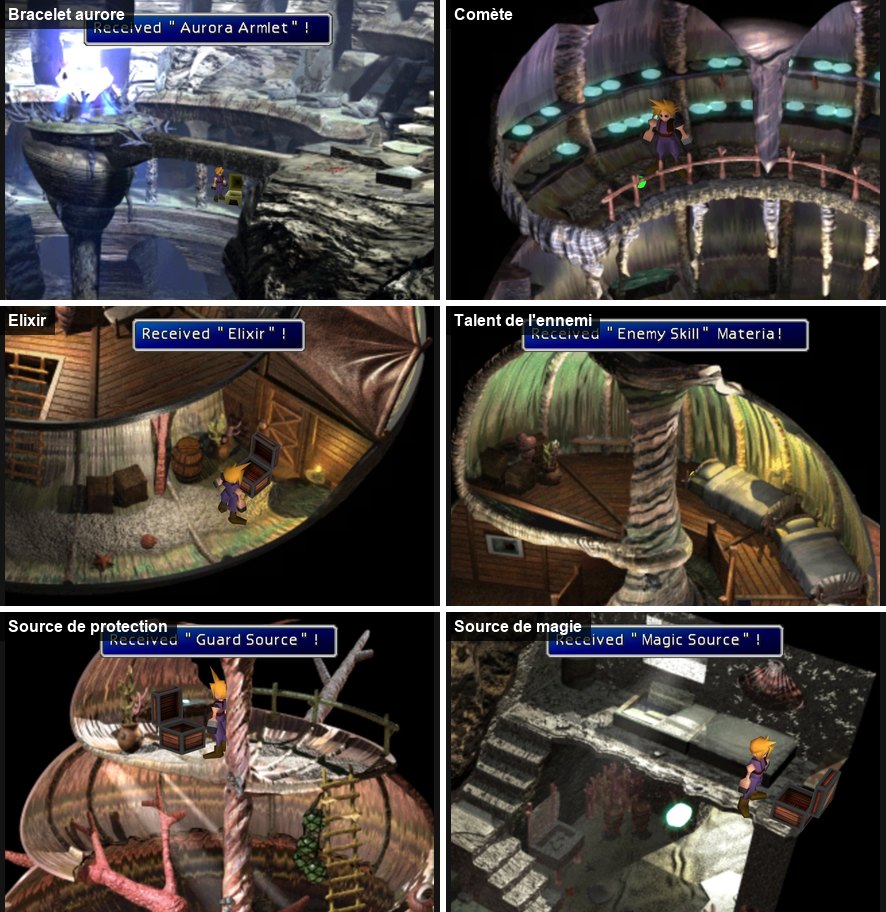 Bracelet aurore
Received "Aurora Armlet" !
Comète
Elixir
Received "Elixir" !
Talent de l'ennemi
Received "Enemy Skill" Materia!
Source de protection
Received "Guard Source" !
Source de magie
Received "Magic Source" !